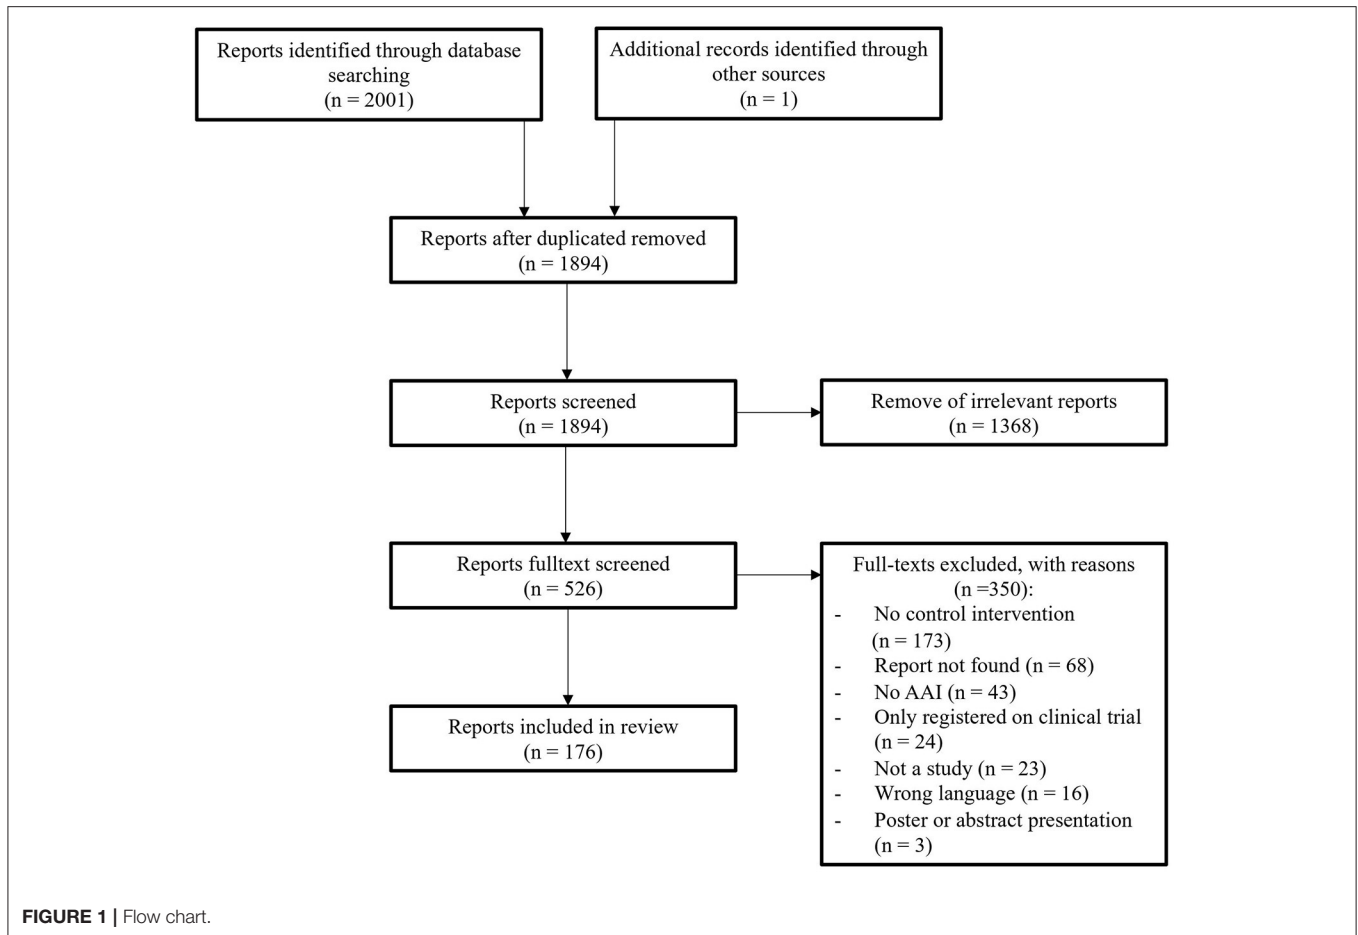 Reports identified through database
searching
(n = 2001)
Additional records identified through
other sources
(n = 1)
Reports after duplicated removed
(n = 1894)
Reports screened
(n = 1894)
Remove of irrelevant reports
(n = 1368)
Reports fulltext screened
(n = 526)
Full-texts excluded, with reasons
(n =350):
- No control intervention
(n = 173)
- Report not found (n = 68)
- No AAI (n = 43)
- Only registered on clinical trial
(n = 24)
- Not a study (n = 23)
- Wrong language (n = 16)
- Poster or abstract presentation
(n = 3)
Reports included in review
(n = 176)
FIGURE 1 | Flow chart.